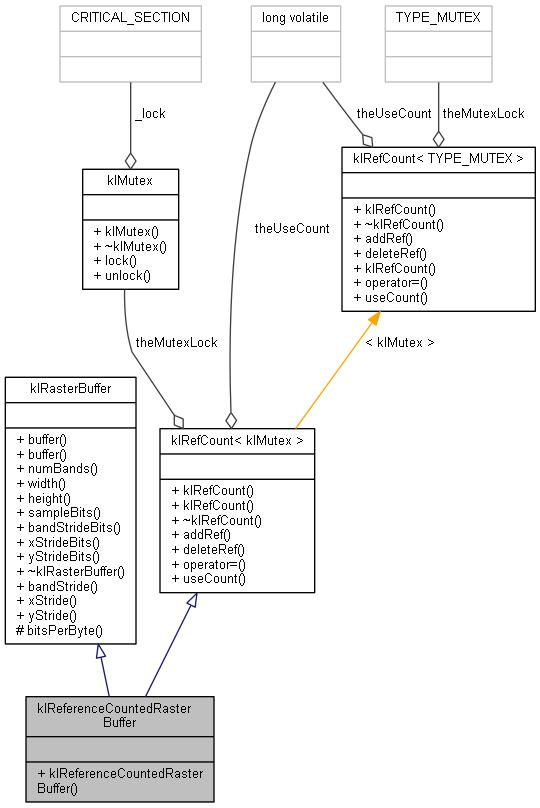 CRITICAL_SECTION
long volatile
TYPE_MUTEX
_lock
theUseCount
theMutexLock
klMutex
+ klMutex()
+ ~klMutex()
+ lock()
+ unlock()
klRefCount< TYPE_MUTEX >
+ klRefCount()
+ ~klRefCount()
+ addRef()
+ deleteRef()
+ klRefCount()
+ operator=()
+ useCount()
theUseCount
theMutexLock
< klMutex >
klRasterBuffer
+ buffer()
+ buffer()
+ numBands()
+ width()
+ height()
+ sampleBits()
+ bandStrideBits()
+ xStrideBits()
+ yStrideBits()
+ ~klRasterBuffer()
+ bandStride()
+ xStride()
+ yStride()
# bitsPerByte()
klRefCount< klMutex >
+ klRefCount()
+ klRefCount()
+ ~klRefCount()
+ addRef()
+ deleteRef()
+ operator=()
+ useCount()
klReferenceCountedRaster
Buffer
+ klReferenceCountedRaster
Buffer()